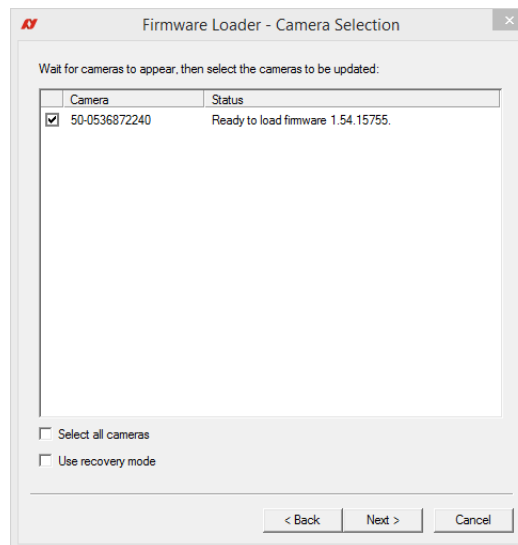 Firmware Loader - Camera Selection
Wait for cameras to appear, then select the cameras to be updated:
Camera Status
50-0536872240 Ready to load firmware 1.54.15755.
Select all cameras
Use recovery mode
< Back Next > Cancel